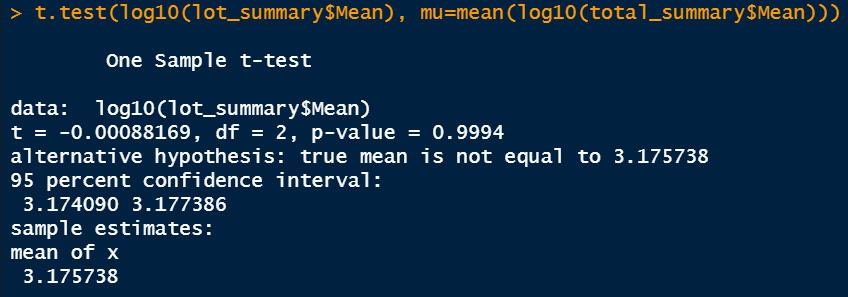 > t.test(log10(lot_summary$Mean), mu=mean(log10(total_summary$Mean)))
One Sample t-test
data:  log10(lot_summary$Mean)
t = -0.00088169, df = 2, p-value = 0.9994
alternative hypothesis: true mean is not equal to 3.175738
95 percent confidence interval:
3.174090 3.177386
sample estimates:
mean of x
3.175738